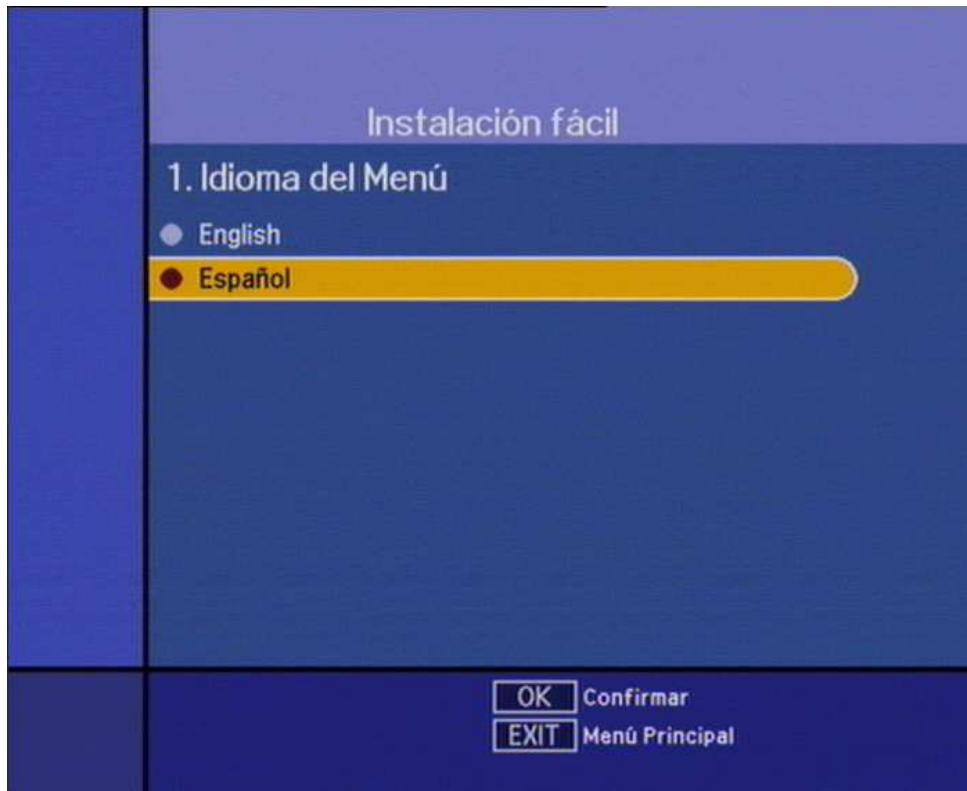 Instalación fácil
1. Idioma del Menú
English
Español
OK Confirmar
EXIT Menú Principal